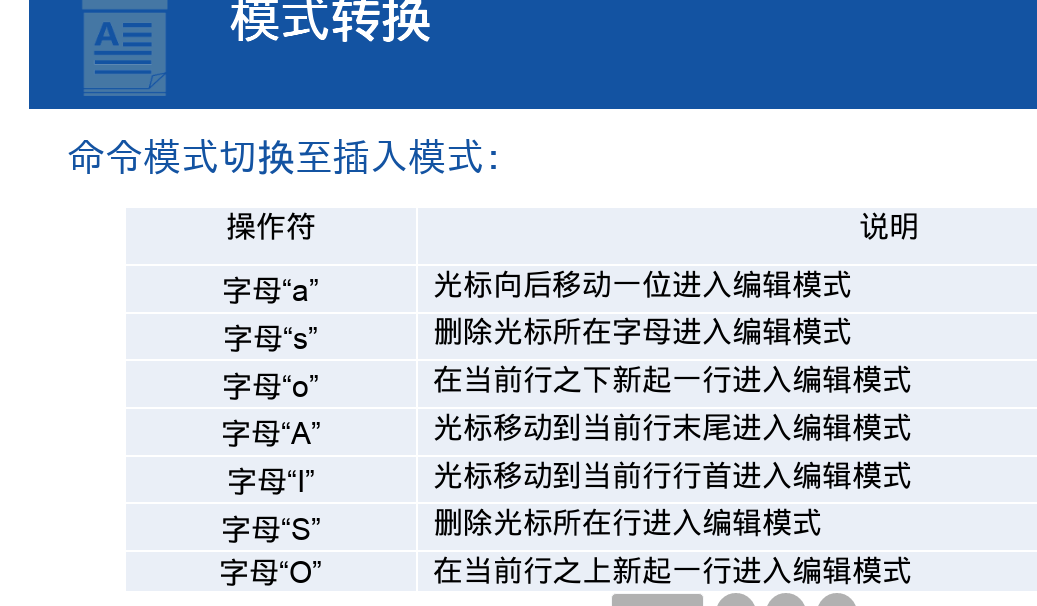 A
模式转换
命令模式切换至插入模式：
操作符 说明
字母“a” 光标向后移动一位进入编辑模式
字母“s” 删除光标所在字母进入编辑模式
字母“o” 在当前行之下新起一行进入编辑模式
字母“A” 光标移动到当前行末尾进入编辑模式
字母“I” 光标移动到当前行行首进入编辑模式
字母“S” 删除光标所在行进入编辑模式
字母“O” 在当前行之上新起一行进入编辑模式